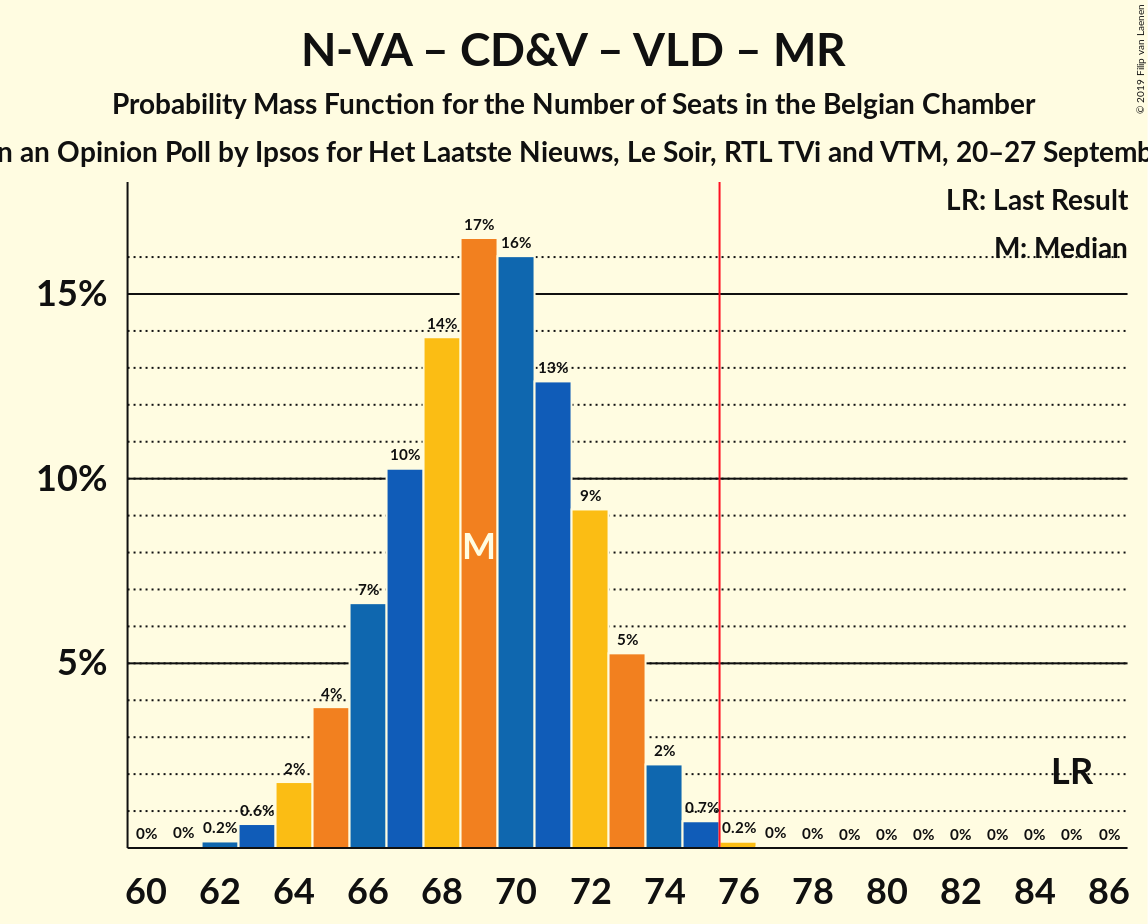 N-VA – CD&V – VLD – MR
Probability Mass Function for the Number of Seats in the Belgian Chamber
an Opinion Poll by Ipsos for Het Laatste Nieuws, Le Soir, RTL TVi and VTM, 20–27 Septemb
© 2019 Filip van Laenen
LR: Last Result
M: Median
15%
10%
5%
0% 0% 0.2% 0.6% 2% 4% 7% 10% 14% 17% 16% 13% 9% 5% 2% 0.7% 0.2% 0% 0% 0% 0% 0% 0% 0% 0% 0% 0%
M
LR
60 62 64 66 68 70 72 74 76 78 80 82 84 86